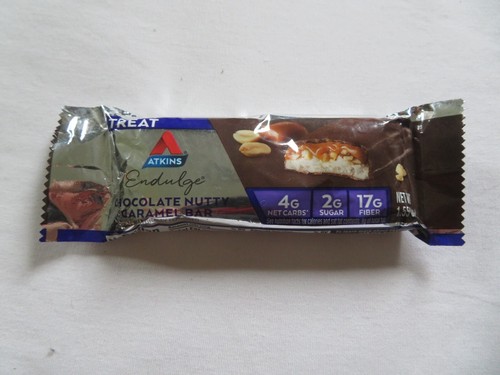 TREAT
ATKINS
Endulge
CHOCOLATE NUTTY
CARAMEL BAR
4G
NET CARBS
2G
SUGAR
17G
FIBER
NET